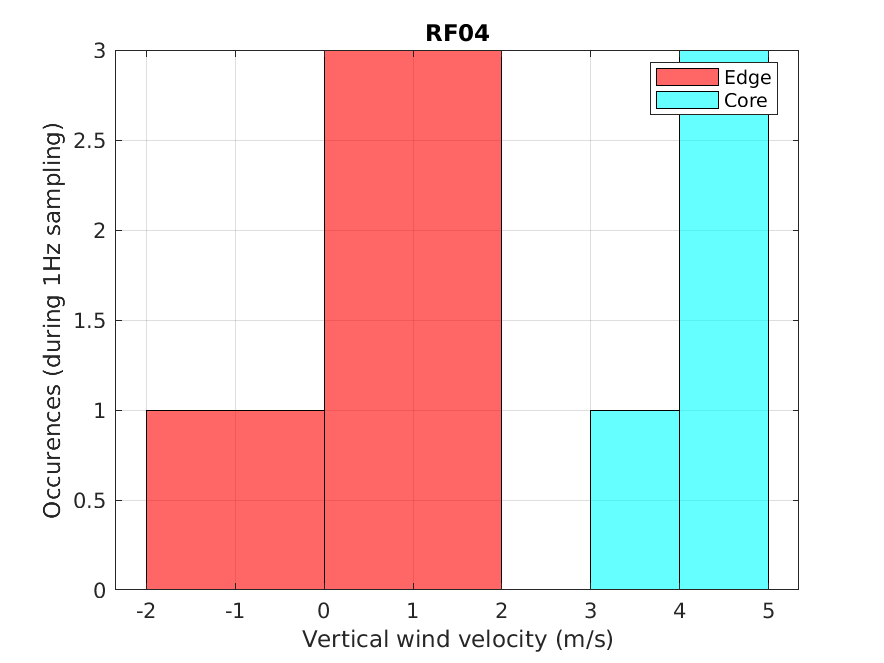 RF04
3
2.5
2
1.5
1
0.5
0
Edge
Core
-2 -1 0 1 2 3 4 5
Vertical wind velocity (m/s)
Occurences (during 1Hz sampling)